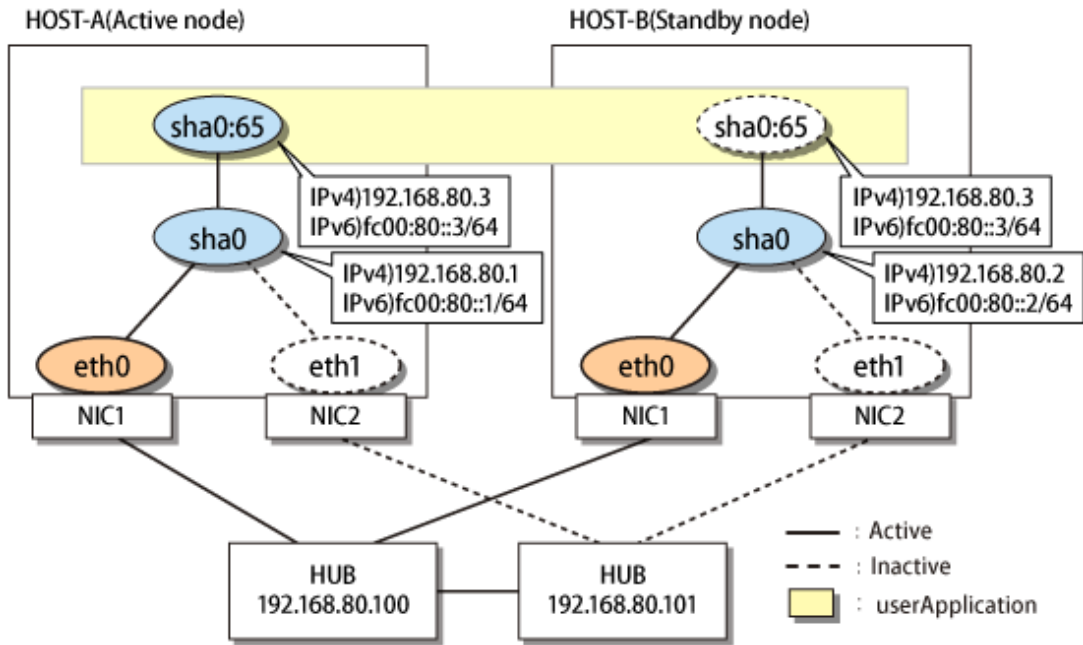 HOST-A(Active node)
HOST-B(Standby node)
sha0:65
sha0:65
IPv4)192.168.80.3
IPv6)fc00:80::3/64
IPv4)192.168.80.3
IPv6)fc00:80::3/64
sha0
sha0
IPv4)192.168.80.1
IPv6)fc00:80::1/64
IPv4)192.168.80.2
IPv6)fc00:80::2/64
eth0
eth1
eth0
eth1
NIC1
NIC2
NIC1
NIC2
HUB
192.168.80.100
HUB
192.168.80.101
: Active
: Inactive
: userApplication